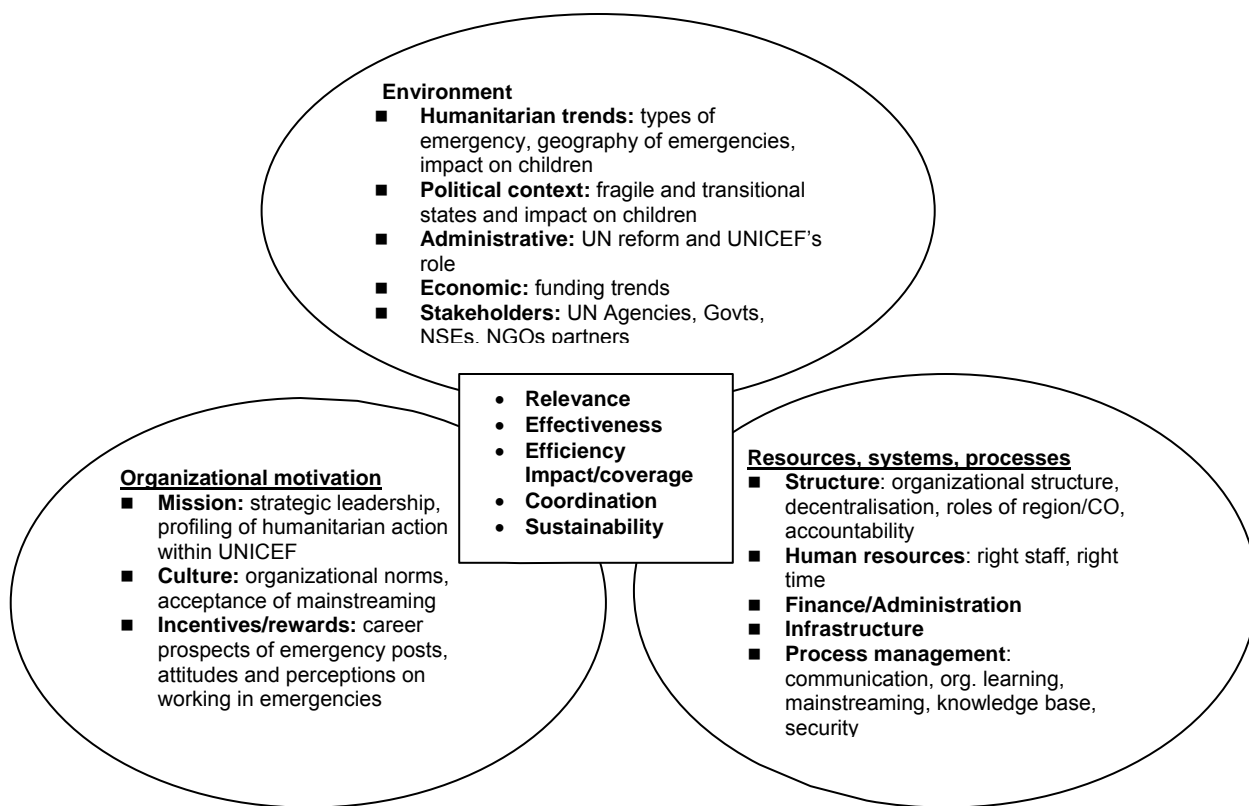 Environment
■ Humanitarian trends: types of
emergency, geography of emergencies,
impact on children
■ Political context: fragile and transitional
states and impact on children
■ Administrative: UN reform and UNICEF's
role
■ Economic: funding trends
■ Stakeholders: UN Agencies, Govts,
NSEs, NGOs partners
• Relevance
• Effectiveness
• Efficiency
Impact/coverage
• Coordination
• Sustainability
Organizational motivation
■ Mission: strategic leadership,
profiling of humanitarian action
within UNICEF
■ Culture: organizational norms,
acceptance of mainstreaming
■ Incentives/rewards: career
prospects of emergency posts,
attitudes and perceptions on
working in emergencies
Resources, systems, processes
■ Structure: organizational structure,
decentralisation, roles of region/CO,
accountability
■ Human resources: right staff, right
time
■ Finance/Administration
■ Infrastructure
■ Process management:
communication, org. learning,
mainstreaming, knowledge base,
security